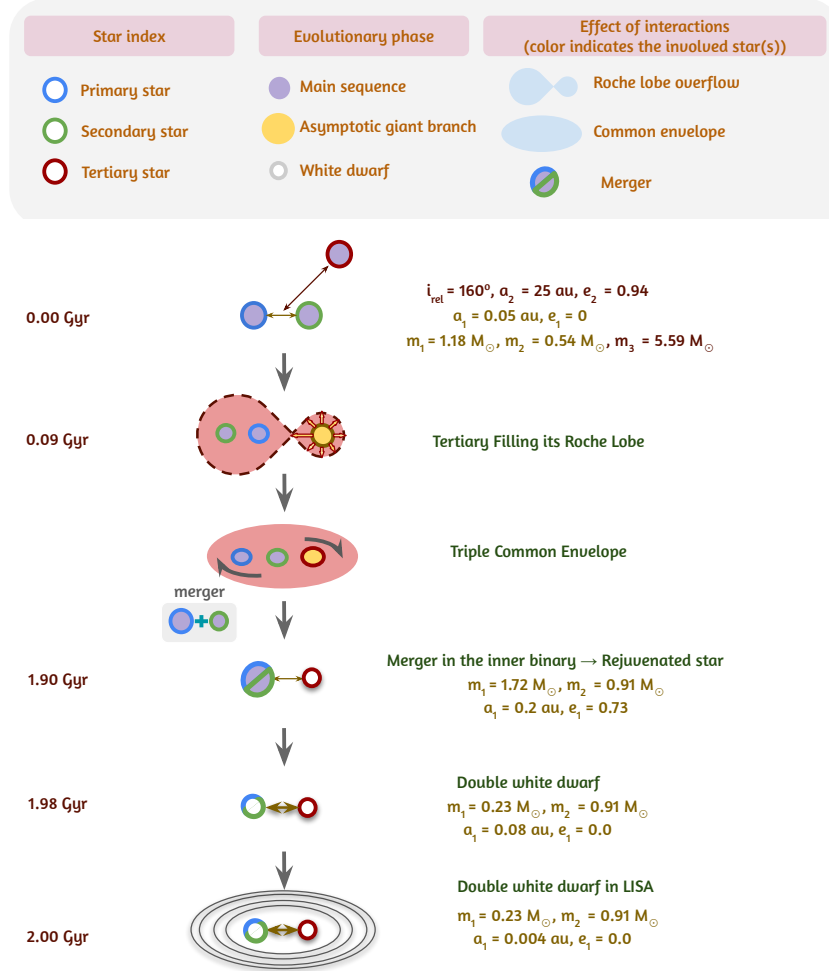 Star index
Evolutionary phase
Effect of interactions
(color indicates the involved star(s))
Primary star
Main sequence
Roche lobe overflow
Secondary star
Asymptotic giant branch
Common envelope
Tertiary star
White dwarf
Merger
0.00 Gyr
i_rel = 160⁰, a_2 = 25 au, e_2 = 0.94
a_1 = 0.05 au, e_1 = 0
m_1 = 1.18 M_☉, m_2 = 0.54 M_☉, m_3 = 5.59 M_☉
0.09 Gyr
Tertiary Filling its Roche Lobe
Triple Common Envelope
merger
1.90 Gyr
Merger in the inner binary → Rejuvenated star
m_1 = 1.72 M_☉, m_2 = 0.91 M_☉
a_1 = 0.2 au, e_1 = 0.73
1.98 Gyr
Double white dwarf
m_1 = 0.23 M_☉, m_2 = 0.91 M_☉
a_1 = 0.08 au, e_1 = 0.0
2.00 Gyr
Double white dwarf in LISA
m_1 = 0.23 M_☉, m_2 = 0.91 M_☉
a_1 = 0.004 au, e_1 = 0.0